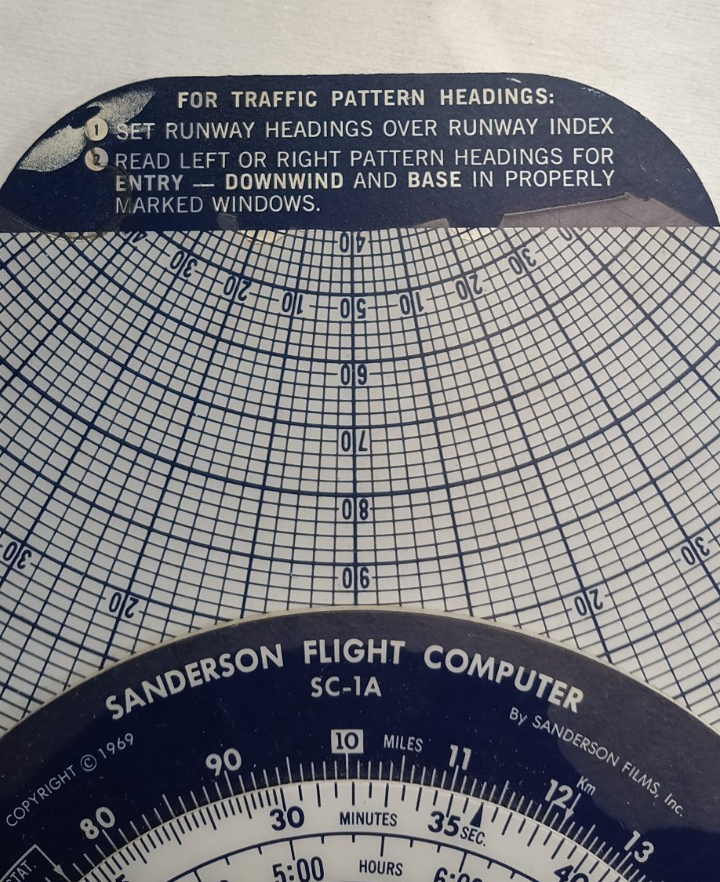 FOR TRAFFIC PATTERN HEADINGS:
1 SET RUNWAY HEADINGS OVER RUNWAY INDEX
2 READ LEFT OR RIGHT PATTERN HEADINGS FOR
ENTRY — DOWNWIND AND BASE IN PROPERLY
MARKED WINDOWS.
40
30 20 10 50 10 20 30
60
70
80
30 90 30
20 20
SANDERSON FLIGHT COMPUTER
SC-1A
COPYRIGHT © 1969
By SANDERSON FILMS, Inc.
80 90 10 MILES 11 12 Km 13
STAT.
30 MINUTES 35 SEC. 40
5:00 HOURS